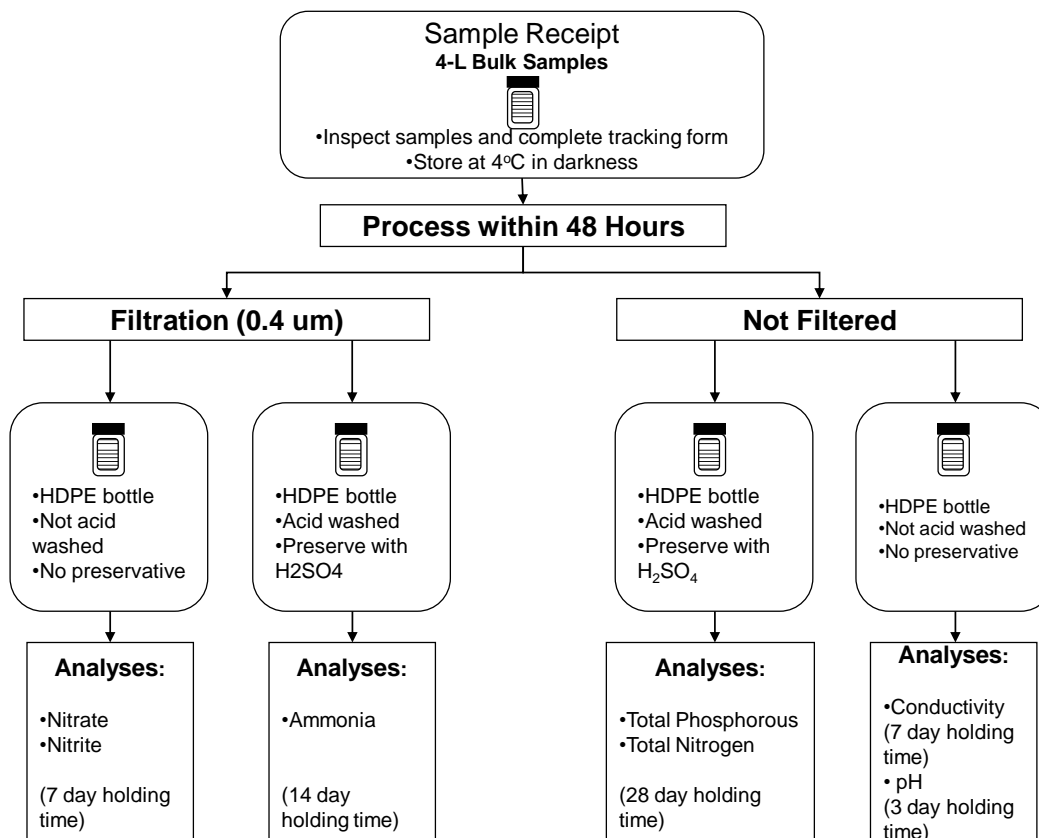 Sample Receipt
4-L Bulk Samples
•Inspect samples and complete tracking form
•Store at 4ºC in darkness
Process within 48 Hours
Filtration (0.4 um)
Not Filtered
•HDPE bottle
•Not acid
washed
•No preservative
•HDPE bottle
•Acid washed
•Preserve with
H2SO4
•HDPE bottle
•Acid washed
•Preserve with
H₂SO₄
•HDPE bottle
•Not acid washed
•No preservative
Analyses:
•Nitrate
•Nitrite
(7 day holding
time)
Analyses:
•Ammonia
(14 day
holding time)
Analyses:
•Total Phosphorous
•Total Nitrogen
(28 day holding
time)
Analyses:
•Conductivity
(7 day holding
time)
• pH
(3 day holding
time)